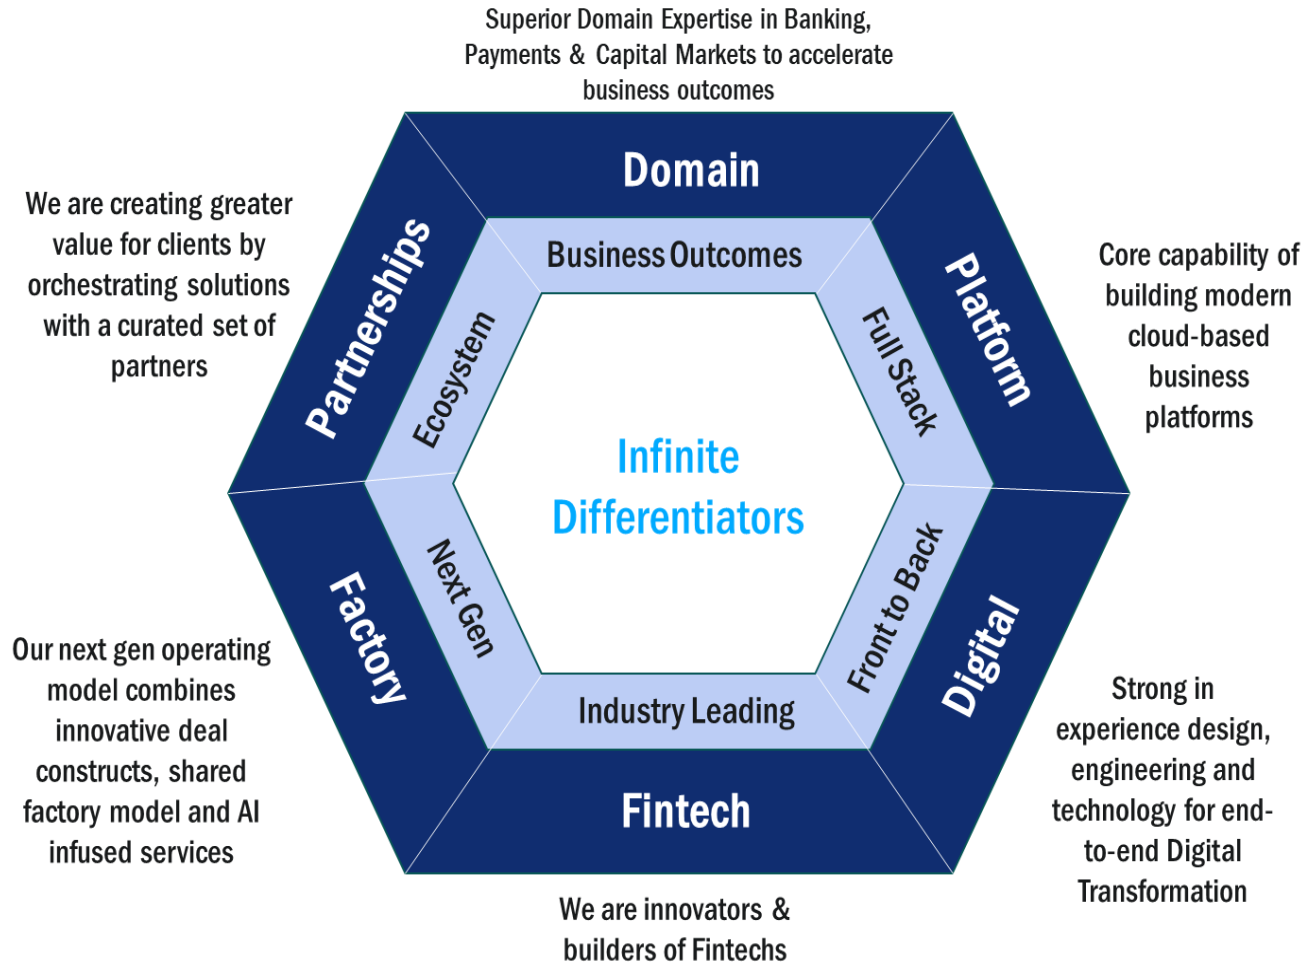 Superior Domain Expertise in Banking,
Payments & Capital Markets to accelerate
business outcomes
Domain
Business Outcomes
We are creating greater
value for clients by
orchestrating solutions
with a curated set of
partners
Partnerships
Ecosystem
Full Stack
Platform
Core capability of
building modern
cloud-based
business
platforms
Infinite
Differentiators
Our next gen operating
model combines
innovative deal
constructs, shared
factory model and AI
infused services
Factory
Next Gen
Front to Back
Digital
Strong in
experience design,
engineering and
technology for end-
to-end Digital
Transformation
Industry Leading
Fintech
We are innovators &
builders of Fintechs